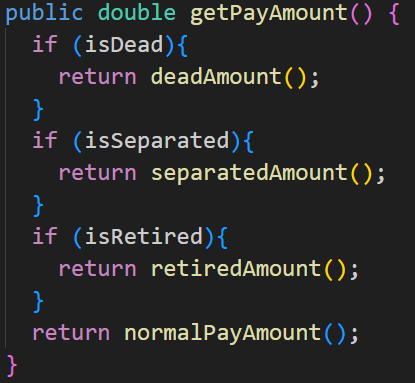 public double getPayAmount() {
  if (isDead){
    return deadAmount();
  }
  if (isSeparated){
    return separatedAmount();
  }
  if (isRetired){
    return retiredAmount();
  }
  return normalPayAmount();
}